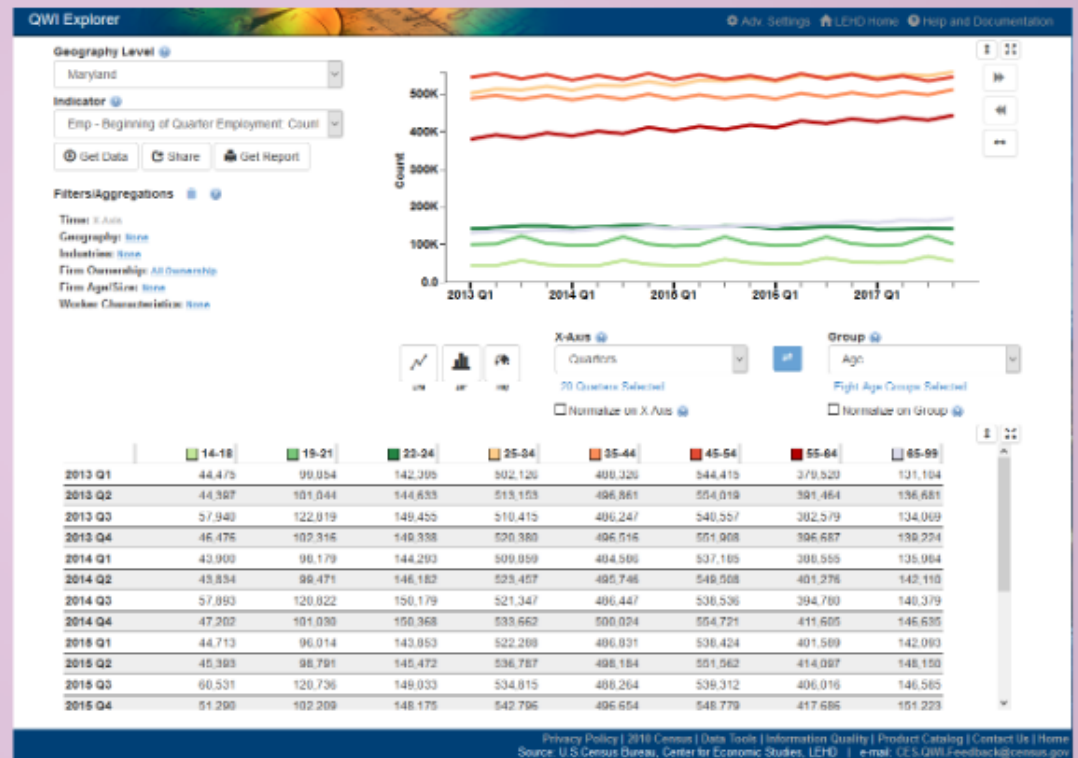 QWI Explorer
Adv. Settings LEHD Home Help and Documentation
Geography Level
Maryland
Indicator
Emp - Beginning of Quarter Employment: Count
Get Data Share Get Report
Filters/Aggregations
Time: X-Axis
Geography: None
Industries: None
Firm Ownership: All Ownership
Firm Age/Size: None
Worker Characteristics: None
Count
500K
400K
300K
200K
100K
0.0
2013 Q1 2014 Q1 2015 Q1 2016 Q1 2017 Q1
Line Bar Map
X-Axis
Quarters
20 Quarters Selected
Normalize on X Axis
Group
Age
Eight Age Groups Selected
Normalize on Group
14-18 19-21 22-24 25-34 35-44 45-54 55-64 65-99
2013 Q1 44,475 142,395 502,126 488,326 544,415 379,520 131,104
2013 Q2 44,397 101,044 144,633 513,153 496,861 554,019 391,464 136,681
2013 Q3 57,940 122,819 149,455 510,415 486,247 540,557 382,579 134,069
2013 Q4 46,476 102,316 149,338 520,380 496,516 551,908 396,687 139,224
2014 Q1 43,900 98,179 144,293 509,859 484,586 537,185 388,555 135,984
2014 Q2 43,834 99,471 146,182 523,457 495,746 549,508 401,276 142,110
2014 Q3 57,893 120,822 150,179 521,347 486,447 538,536 394,780 140,379
2014 Q4 47,202 101,030 150,368 533,662 500,024 554,721 411,605 146,635
2015 Q1 44,713 96,014 143,853 522,288 486,831 538,424 401,589 142,093
2015 Q2 45,393 98,791 145,472 536,787 498,184 551,562 414,097 148,150
2015 Q3 60,531 120,736 149,033 534,815 488,264 539,312 406,016 146,585
2015 Q4 51,290 102,209 148,175 542,796 496,654 548,779 417,686 151,223
Privacy Policy | 2010 Census | Data Tools | Information Quality | Product Catalog | Contact Us | Home
Source: U.S.Census Bureau, Center for Economic Studies, LEHD | e-mail: CES.QWI.Feedback@census.gov